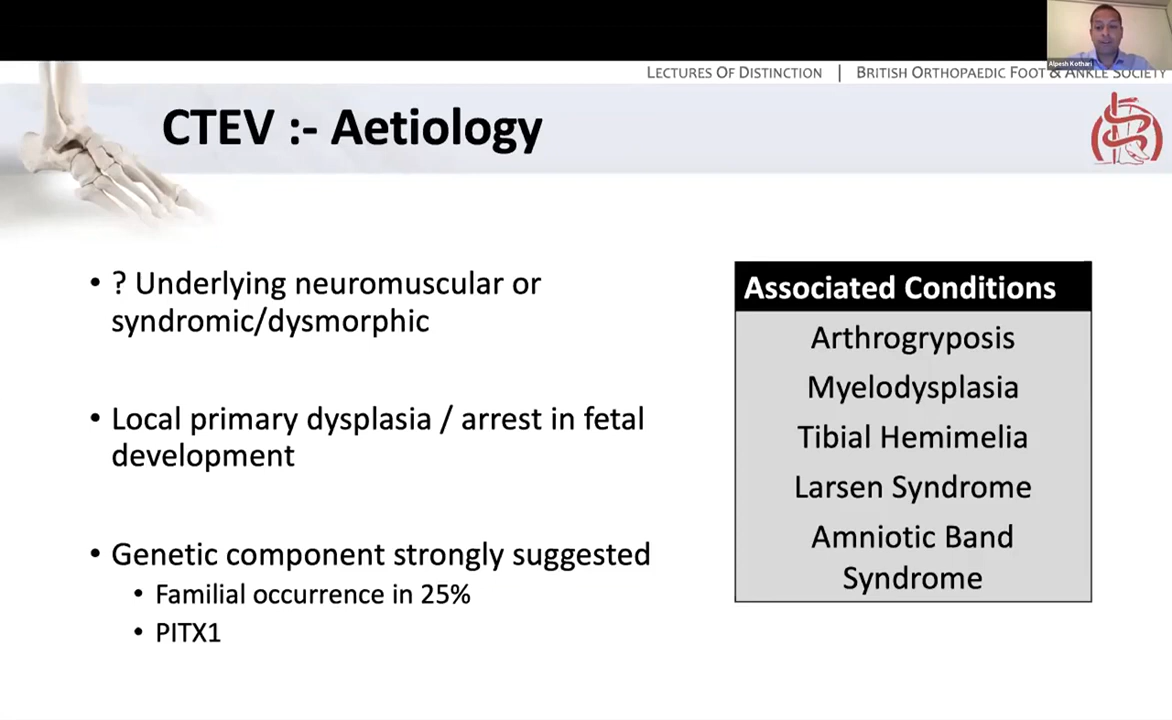 Alpesh Kothari
LECTURES OF DISTINCTION | BRITISH ORTHOPAEDIC FOOT & ANKLE SOCIETY
CTEV :- Aetiology
• ? Underlying neuromuscular or
syndromic/dysmorphic
• Local primary dysplasia / arrest in fetal
development
• Genetic component strongly suggested
• Familial occurrence in 25%
• PITX1
Associated Conditions
Arthrogryposis
Myelodysplasia
Tibial Hemimelia
Larsen Syndrome
Amniotic Band
Syndrome